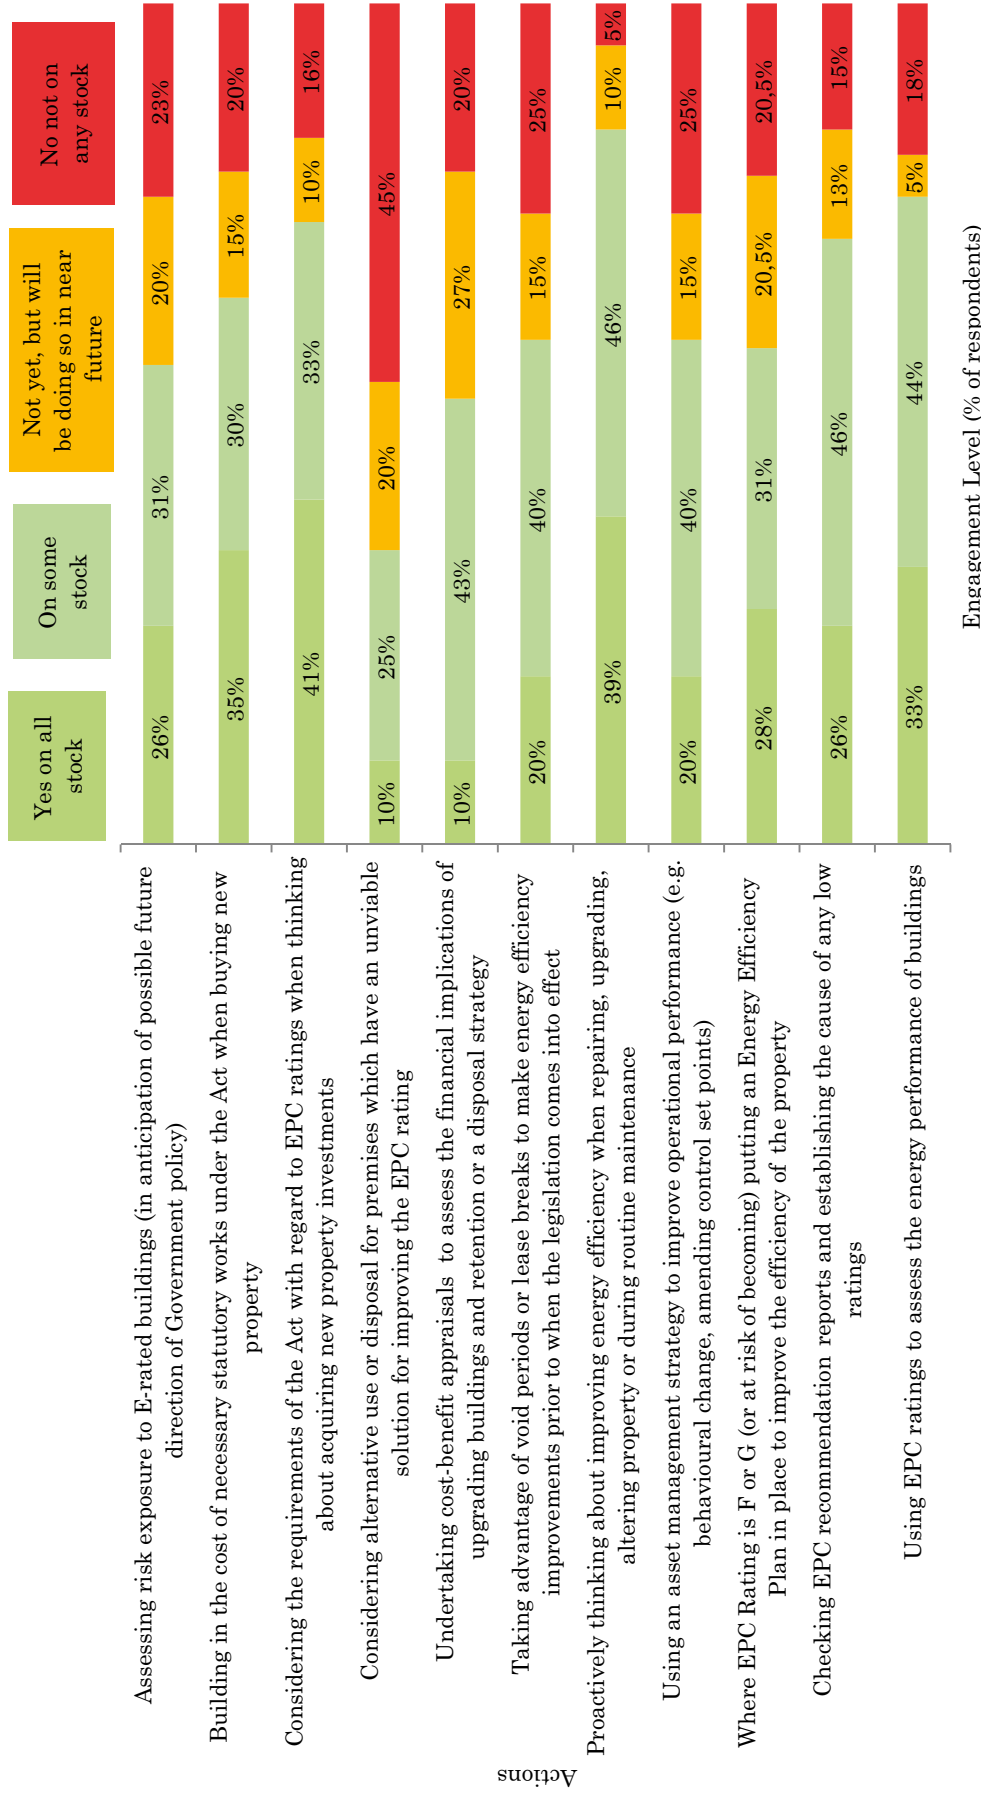 Yes on all
stock
On some
stock
Not yet, but will
be doing so in near
future
No not on
any stock
Actions
Assessing risk exposure to E-rated buildings (in anticipation of possible future
direction of Government policy)
26% 31% 20% 23%
Building in the cost of necessary statutory works under the Act when buying new
property
35% 30% 15% 20%
Considering the requirements of the Act with regard to EPC ratings when thinking
about acquiring new property investments
41% 33% 10% 16%
Considering alternative use or disposal for premises which have an unviable
solution for improving the EPC rating
10% 25% 20% 45%
Undertaking cost-benefit appraisals to assess the financial implications of
upgrading buildings and retention or a disposal strategy
10% 43% 27% 20%
Taking advantage of void periods or lease breaks to make energy efficiency
improvements prior to when the legislation comes into effect
20% 40% 15% 25%
Proactively thinking about improving energy efficiency when repairing, upgrading,
altering property or during routine maintenance
39% 46% 10% 5%
Using an asset management strategy to improve operational performance (e.g.
behavioural change, amending control set points)
20% 40% 15% 25%
Where EPC Rating is F or G (or at risk of becoming) putting an Energy Efficiency
Plan in place to improve the efficiency of the property
28% 31% 20,5% 20,5%
Checking EPC recommendation reports and establishing the cause of any low
ratings
26% 46% 13% 15%
Using EPC ratings to assess the energy performance of buildings
33% 44% 5% 18%
Engagement Level (% of respondents)